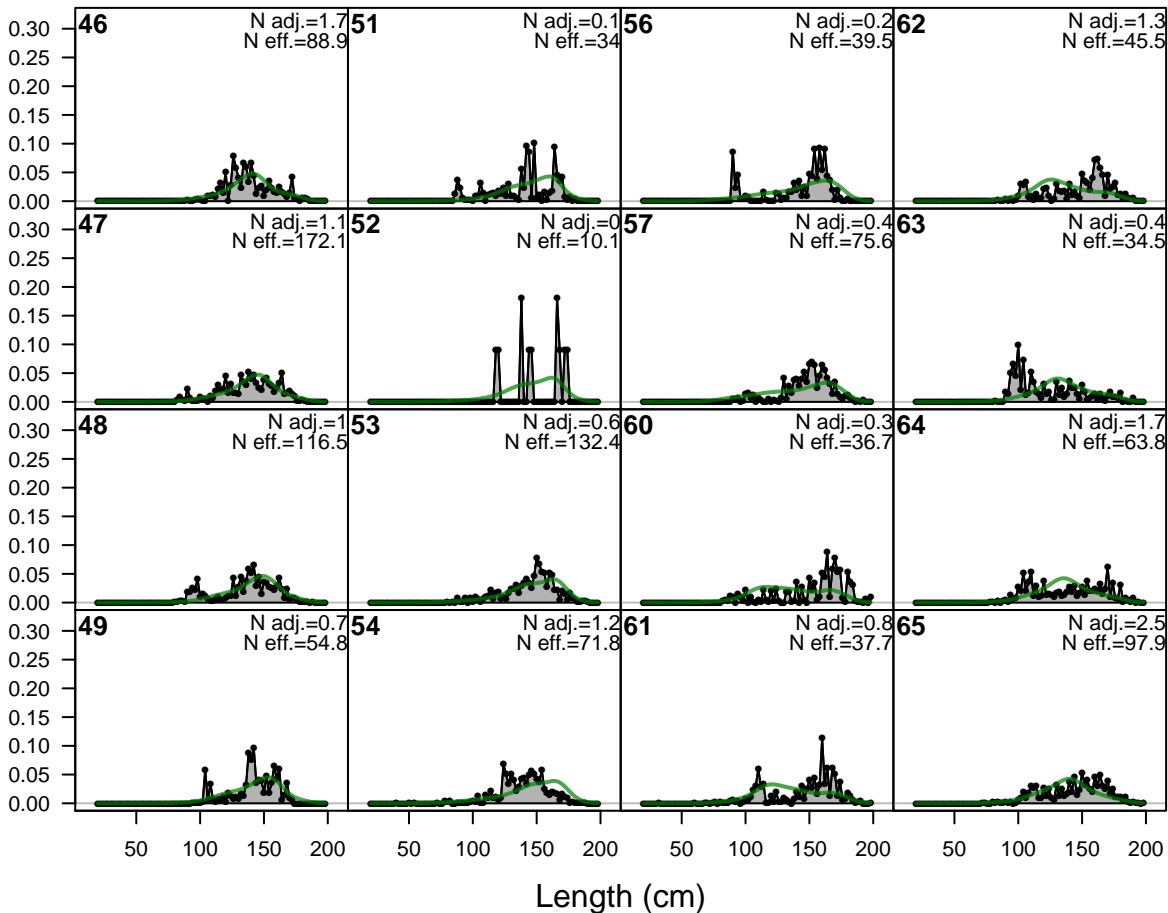 0.30 46 N adj.=1.7 51 N adj.=0.1 56 N adj.=0.2 62 N adj.=1.3
0.25 N eff.=88.9 N eff.=34 N eff.=39.5 N eff.=45.5
0.20
0.15
0.10
0.05
0.00
0.30 47 N adj.=1.1 52 N adj.=0 57 N adj.=0.4 63 N adj.=0.4
0.25 N eff.=172.1 N eff.=10.1 N eff.=75.6 N eff.=34.5
0.20
0.15
0.10
0.05
0.00
0.30 48 N adj.=1 53 N adj.=0.6 60 N adj.=0.3 64 N adj.=1.7
0.25 N eff.=116.5 N eff.=132.4 N eff.=36.7 N eff.=63.8
0.20
0.15
0.10
0.05
0.00
0.30 49 N adj.=0.7 54 N adj.=1.2 61 N adj.=0.8 65 N adj.=2.5
0.25 N eff.=54.8 N eff.=71.8 N eff.=37.7 N eff.=97.9
0.20
0.15
0.10
0.05
0.00
50 100 150 200 50 100 150 200 50 100 150 200 50 100 150 200
Length (cm)